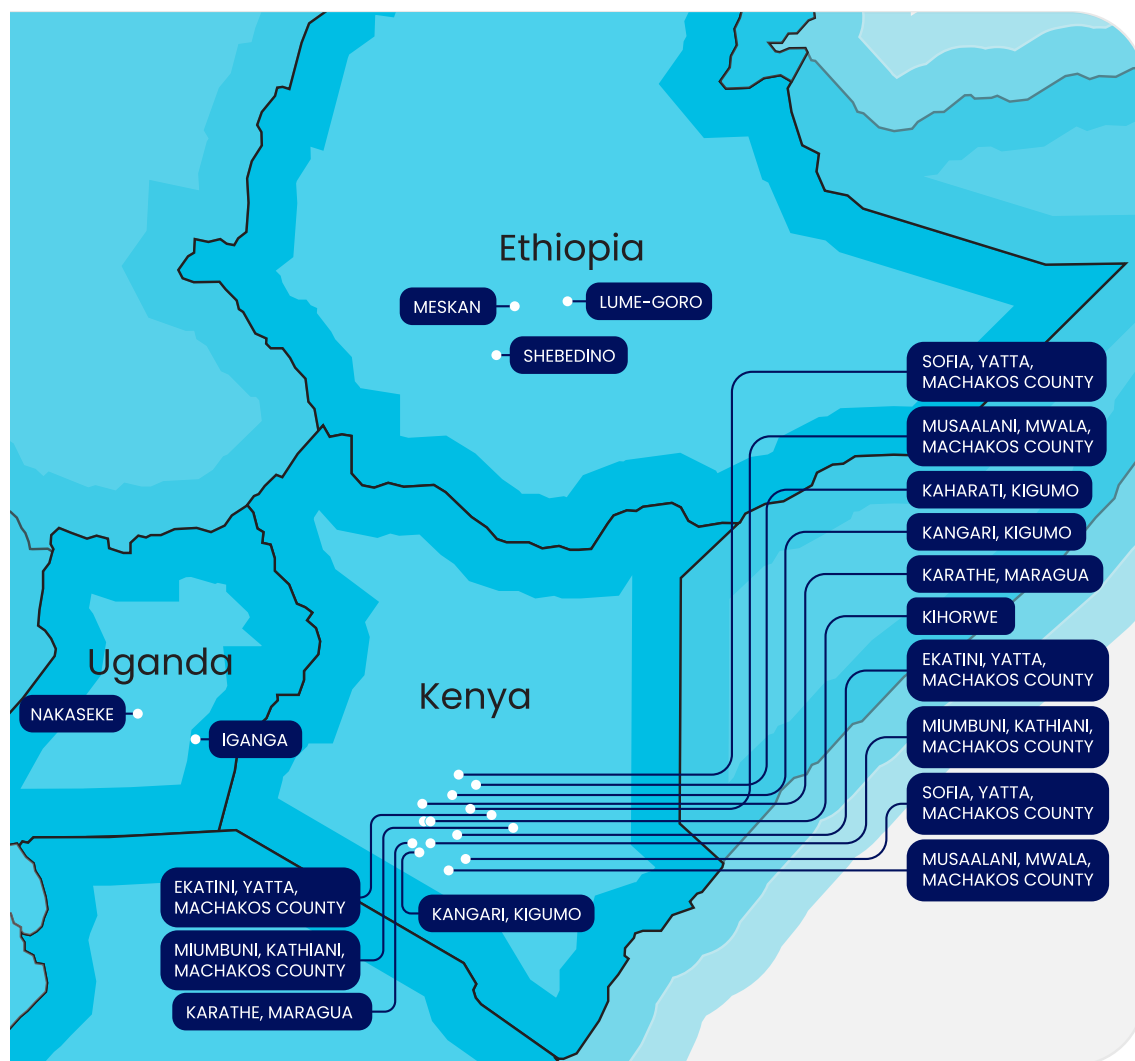 Ethiopia
MESKAN
LUME-GORO
SHEBEDINO
SOFIA, YATTA,
MACHAKOS COUNTY
MUSAALANI, MWALA,
MACHAKOS COUNTY
KAHARATI, KIGUMO
KANGARI, KIGUMO
KARATHE, MARAGUA
KIHORWE
EKATINI, YATTA,
MACHAKOS COUNTY
MIUMBUNI, KATHIANI,
MACHAKOS COUNTY
SOFIA, YATTA,
MACHAKOS COUNTY
MUSAALANI, MWALA,
MACHAKOS COUNTY
Uganda
Kenya
NAKASEKE
IGANGA
EKATINI, YATTA,
MACHAKOS COUNTY
KANGARI, KIGUMO
MIUMBUNI, KATHIANI,
MACHAKOS COUNTY
KARATHE, MARAGUA